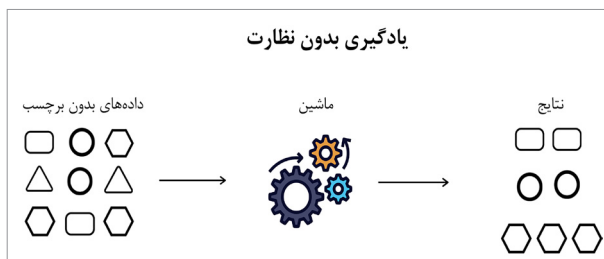 یادگیری بدون نظارت
داده‌های بدون برچسب
ماشین
نتایج